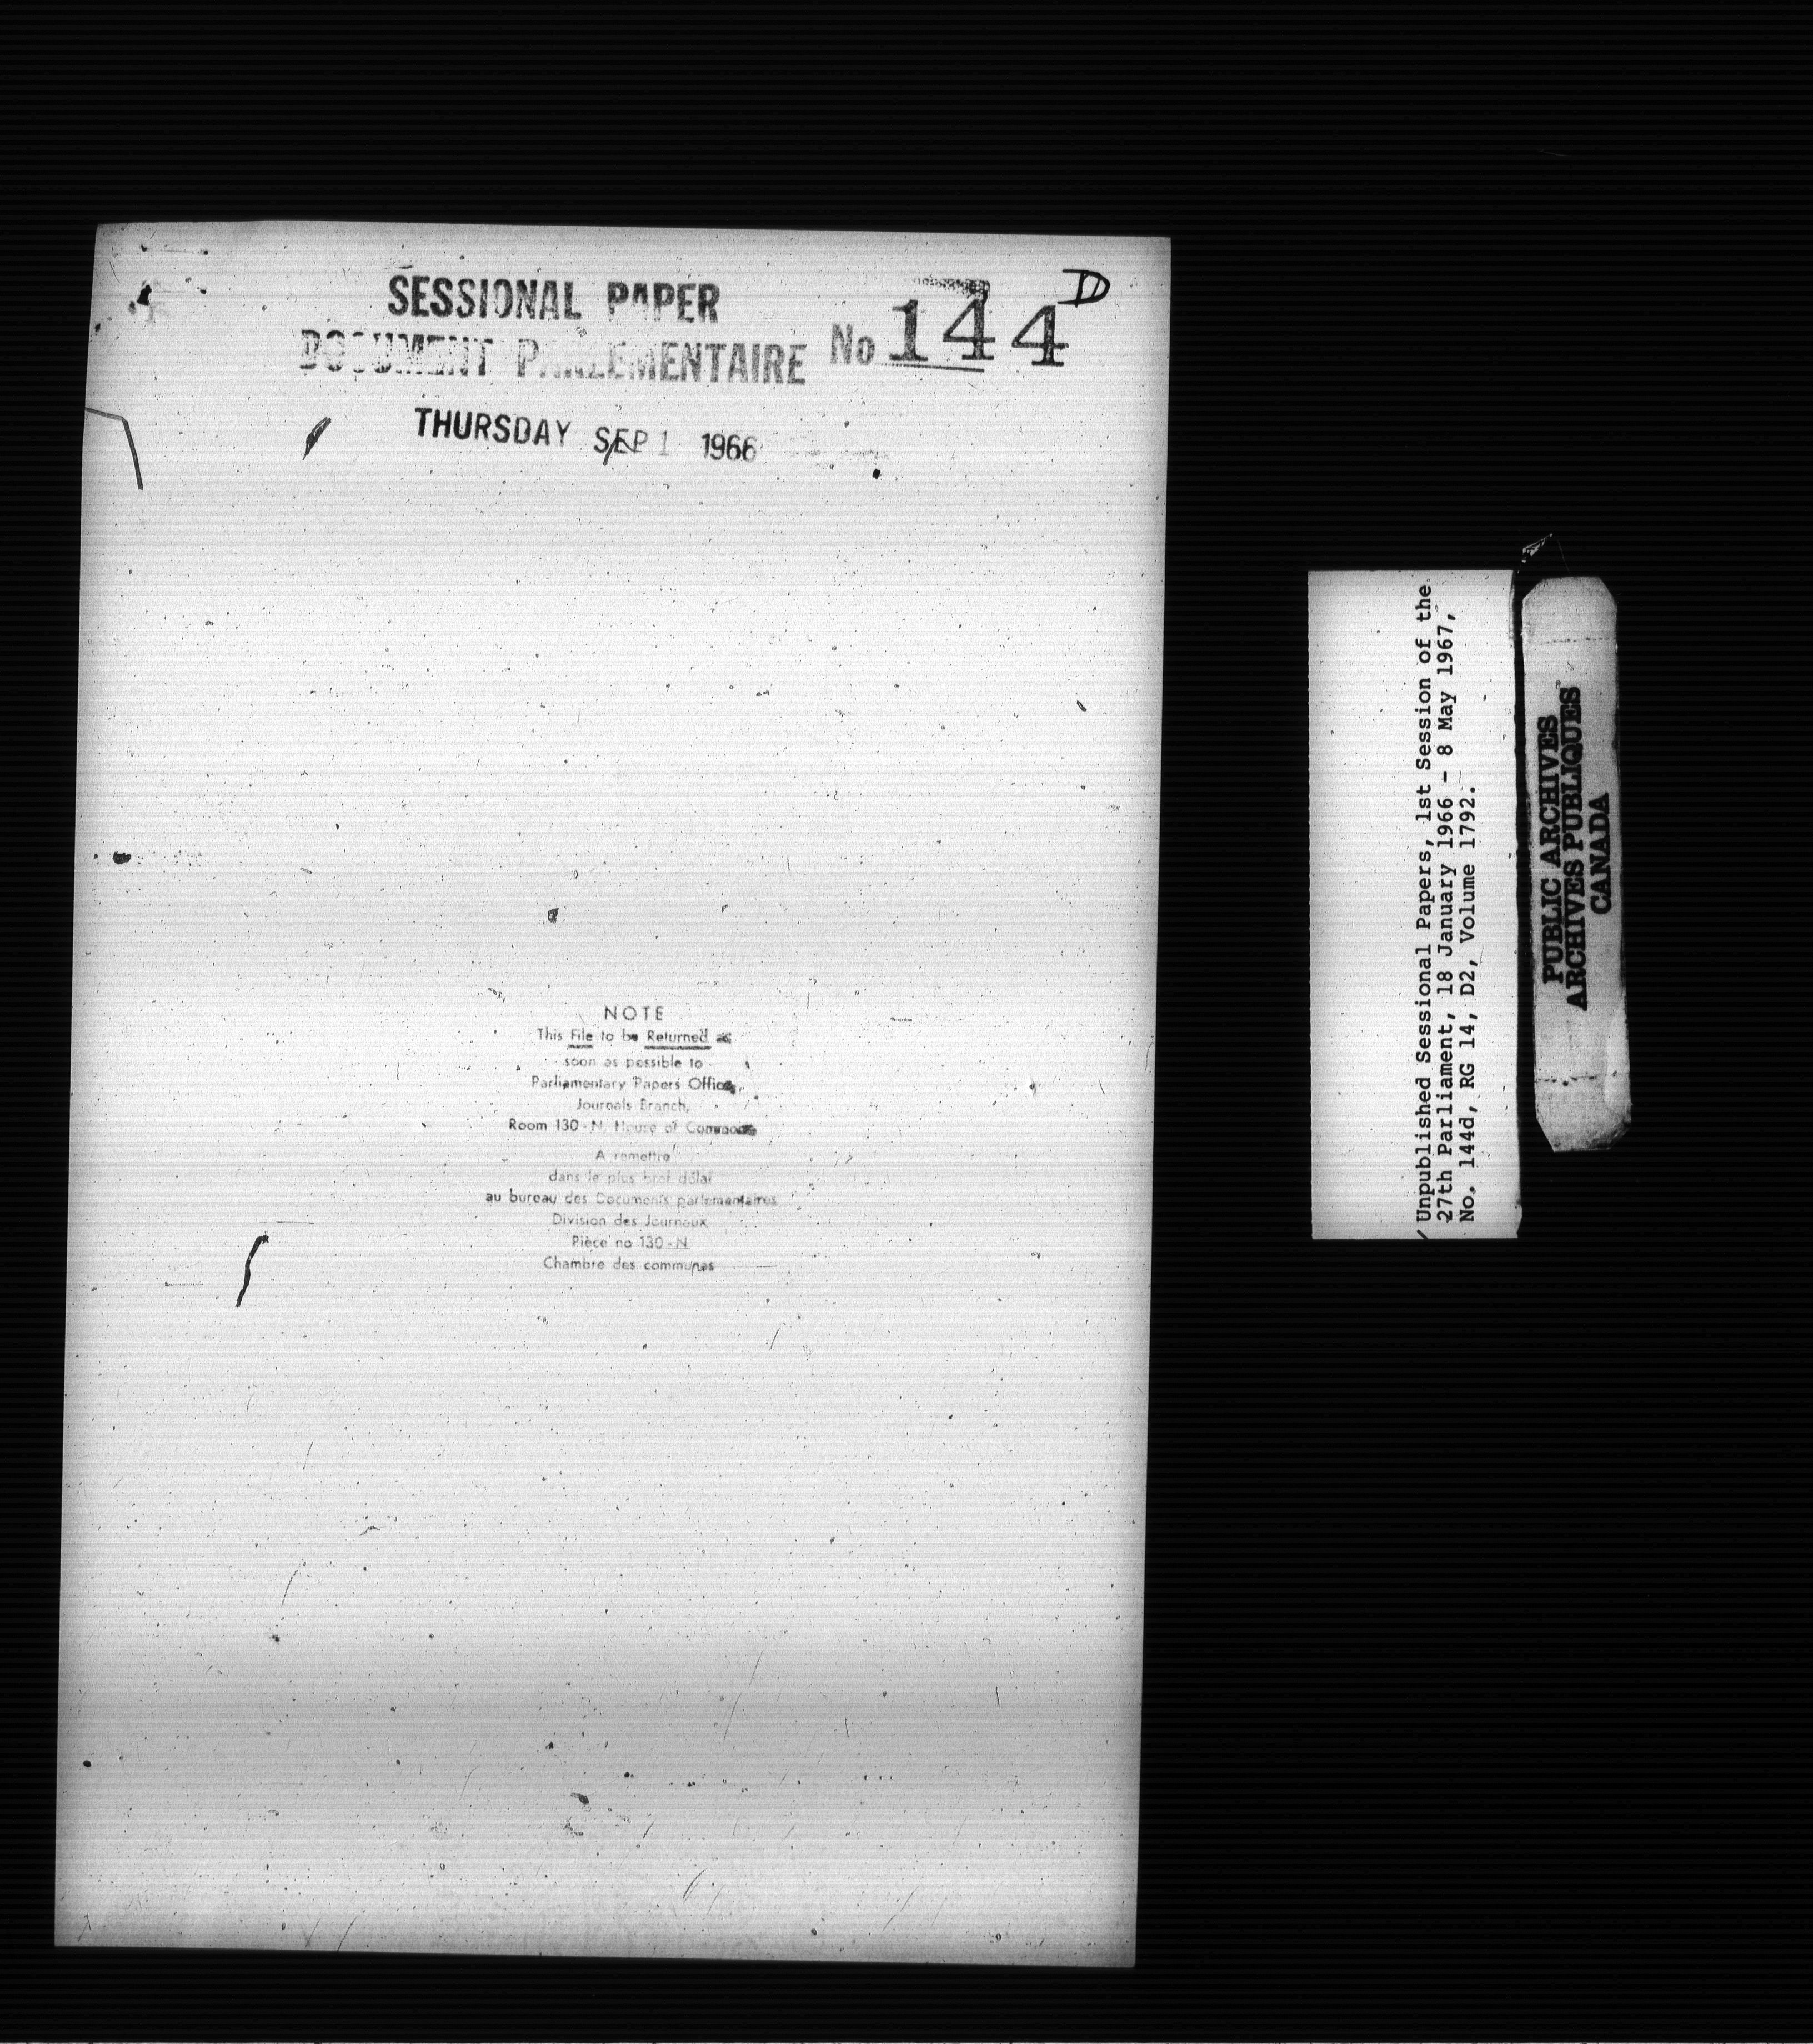 SESSIONAL PAPER
DOCUMENT PARLEMENTAIRE No 144 D
THURSDAY SEP 1 1966
NOTE
This File to be Returned as
soon as possible to
Parliamentary Papers Office,
Journals Branch,
Room 130-N, House of Commons
A remettre
dans le plus bref délai
au bureau des Documents parlementaires
Division des Journaux
Pièce no 130-N
Chambre des communes
Unpublished Sessional Papers, 1st Session of the
27th Parliament, 18 January 1966 - 8 May 1967,
No. 144d, RG 14, D2, Volume 1792.
PUBLIC ARCHIVES
ARCHIVES PUBLIQUES
CANADA